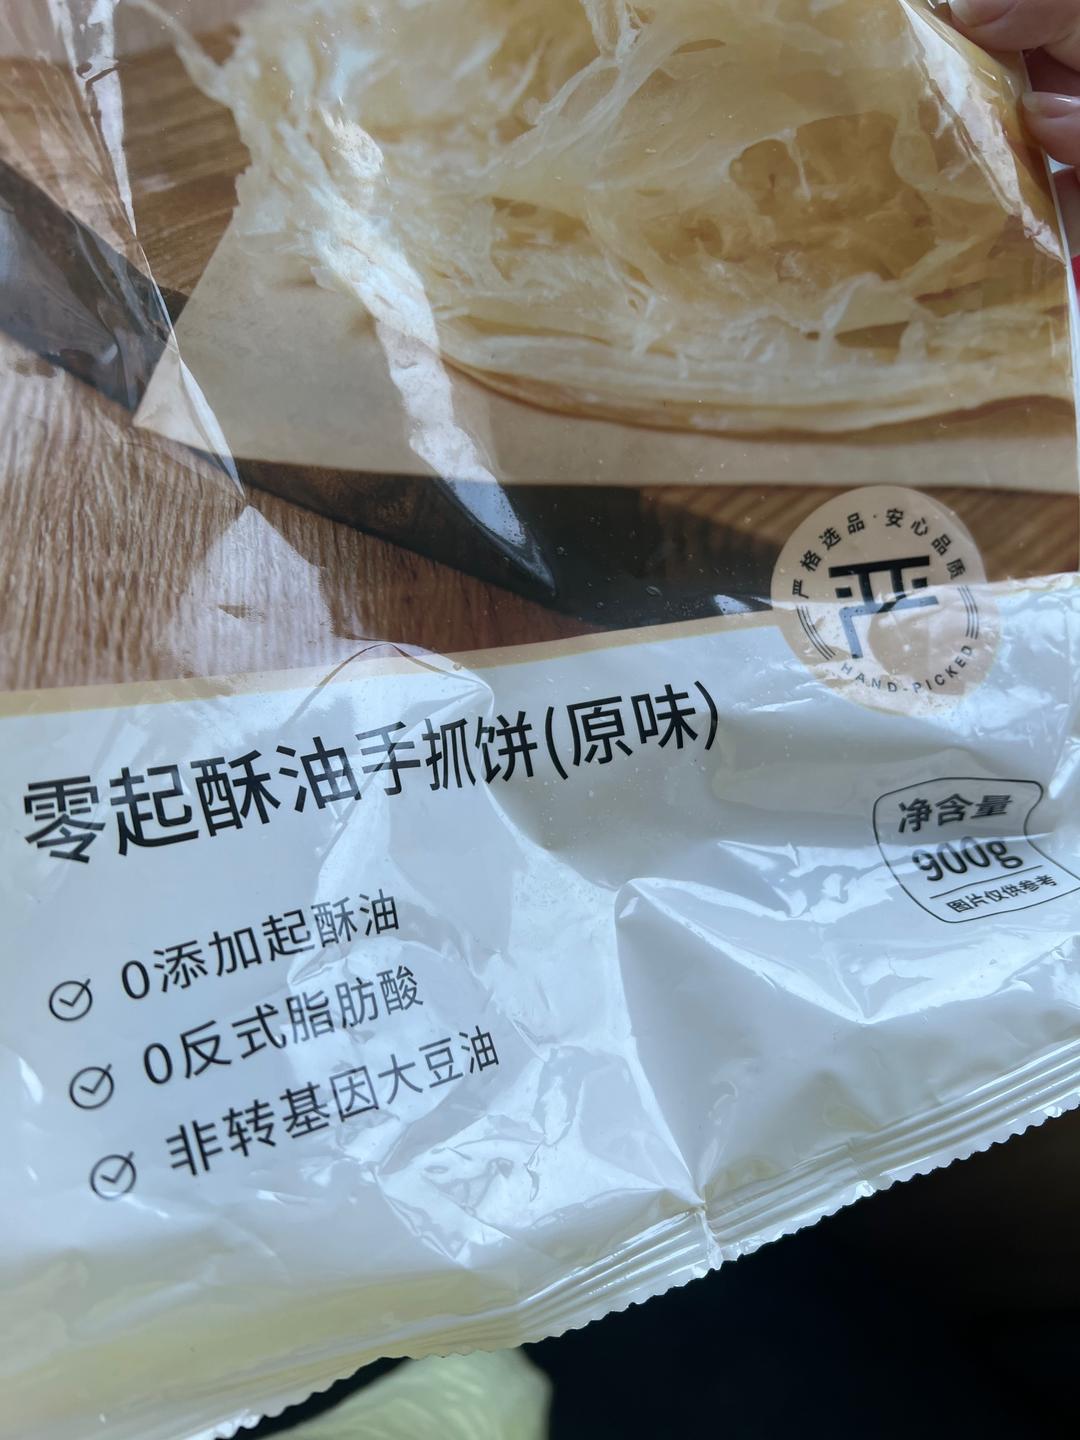 严格选品·安心品质
严
HAND-PICKED
零起酥油手抓饼(原味)
净含量
900g
图片仅供参考
0添加起酥油
0反式脂肪酸
非转基因大豆油